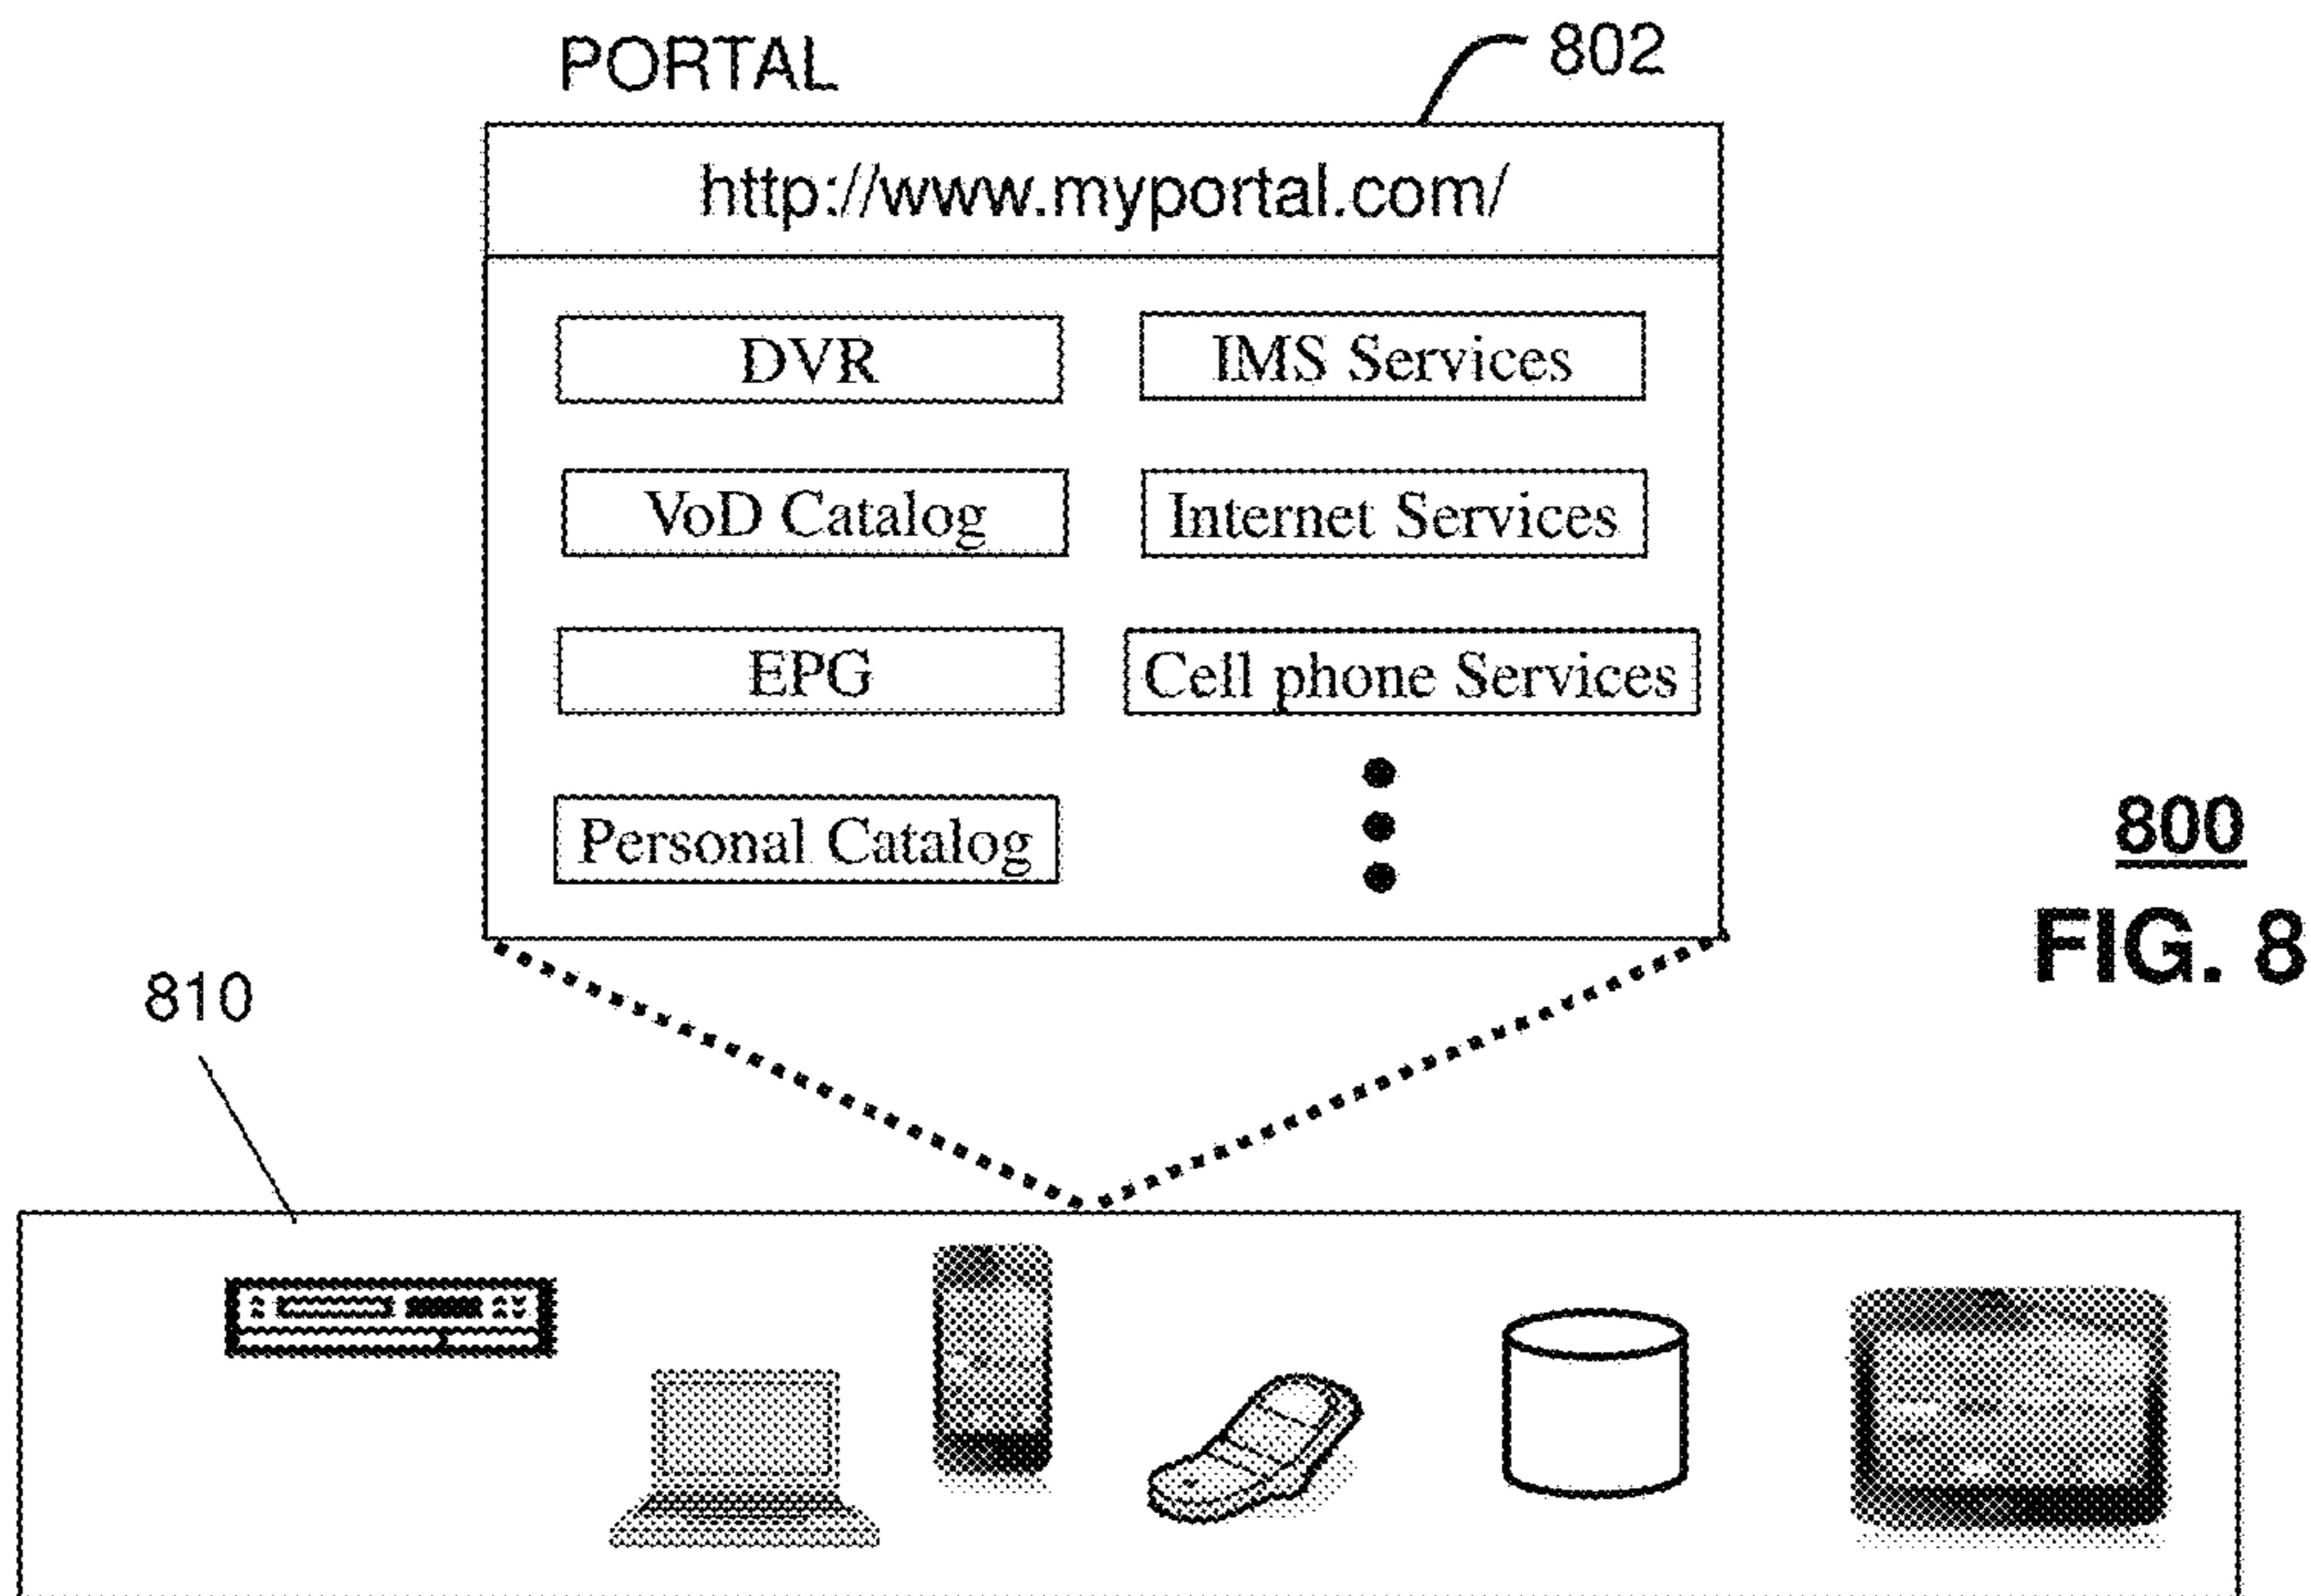 PORTAL
802
http://www.myportal.com/
DVR
IMS Services
VoD Catalog
Internet Services
EPG
Cell phone Services
Personal Catalog
800
FIG. 8
810